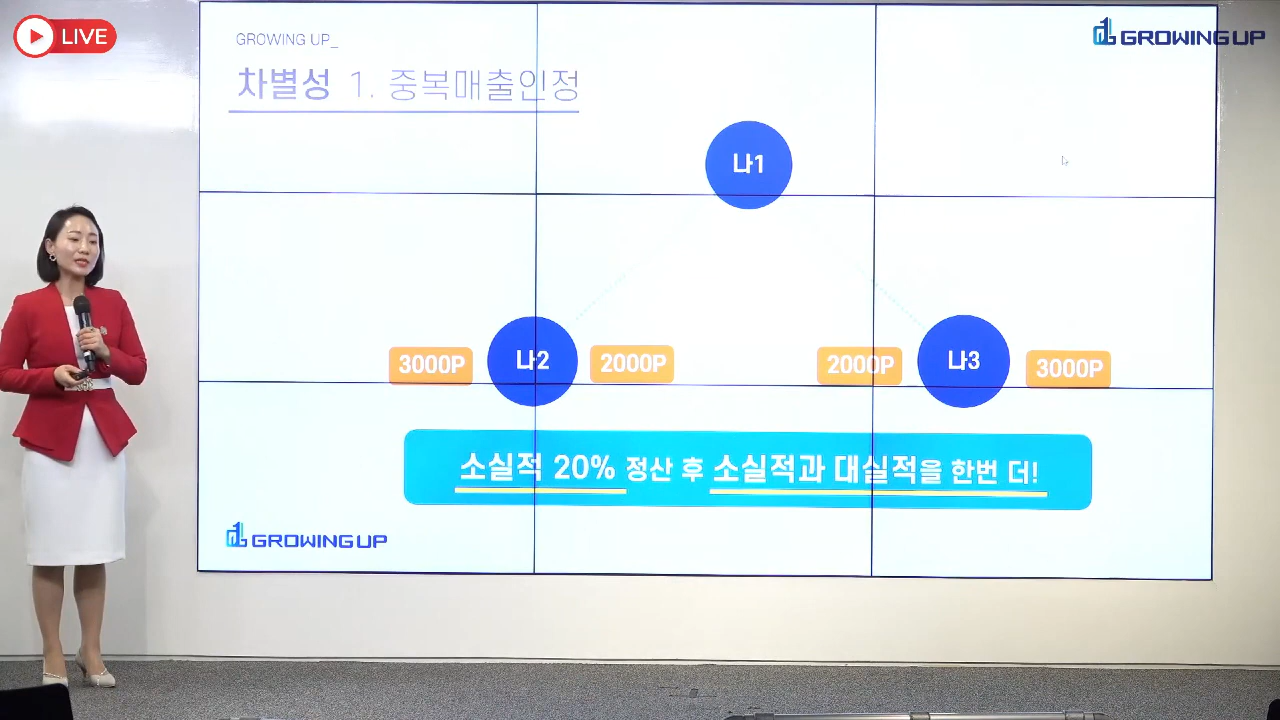 LIVE
GROWING UP_
GROWING UP
차별성 1. 중복매출인정
나1
3000P
나2
2000P
2000P
나3
3000P
소실적 20% 정산 후 소실적과 대실적을 한번 더!
GROWING UP